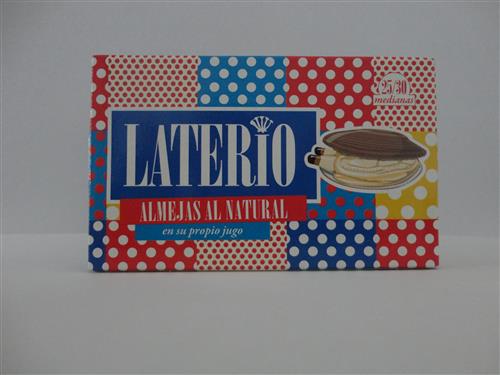 25/30
medianas
LATERIO
ALMEJAS AL NATURAL
en su propio jugo